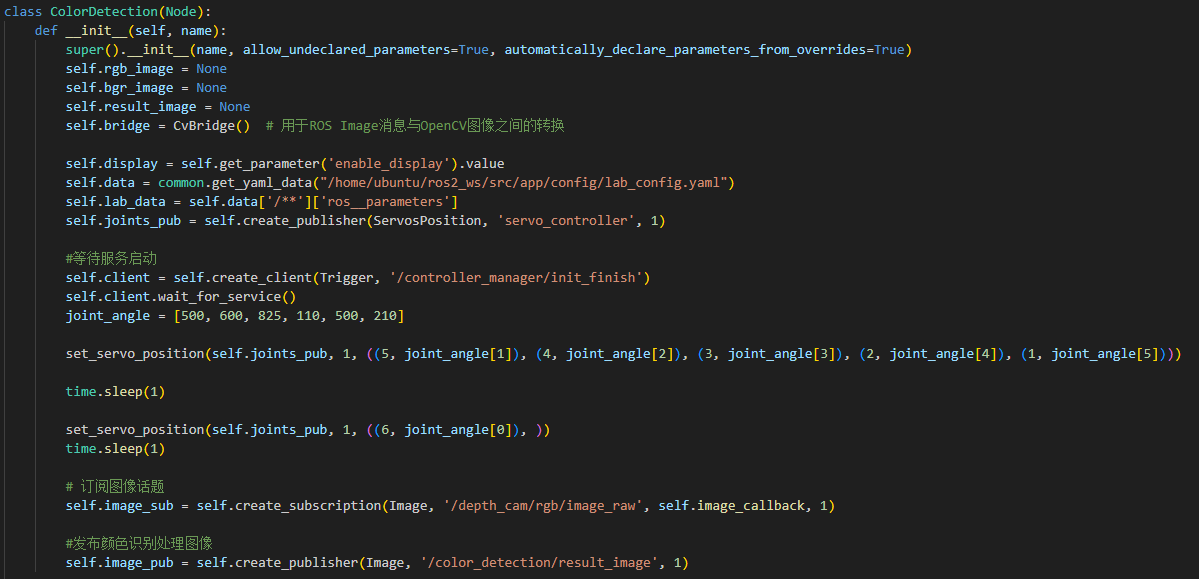 class ColorDetection(Node):
    def __init__(self, name):
        super().__init__(name, allow_undeclared_parameters=True, automatically_declare_parameters_from_overrides=True)
        self.rgb_image = None
        self.bgr_image = None
        self.result_image = None
        self.bridge = CvBridge()  # 用于ROS Image消息与OpenCV图像之间的转换

        self.display = self.get_parameter('enable_display').value
        self.data = common.get_yaml_data("/home/ubuntu/ros2_ws/src/app/config/lab_config.yaml")
        self.lab_data = self.data['/**']['ros__parameters']
        self.joints_pub = self.create_publisher(ServosPosition, 'servo_controller', 1)

        #等待服务启动
        self.client = self.create_client(Trigger, '/controller_manager/init_finish')
        self.client.wait_for_service()
        joint_angle = [500, 600, 825, 110, 500, 210]

        set_servo_position(self.joints_pub, 1, ((5, joint_angle[1]), (4, joint_angle[2]), (3, joint_angle[3]), (2, joint_angle[4]), (1, joint_angle[5])))

        time.sleep(1)

        set_servo_position(self.joints_pub, 1, ((6, joint_angle[0]), ))
        time.sleep(1)

        # 订阅图像话题
        self.image_sub = self.create_subscription(Image, '/depth_cam/rgb/image_raw', self.image_callback, 1)

        #发布颜色识别处理图像
        self.image_pub = self.create_publisher(Image, '/color_detection/result_image', 1)